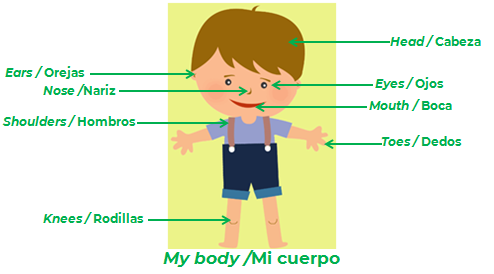 Head / Cabeza
Ears / Orejas
Eyes / Ojos
Nose /Nariz
Mouth / Boca
Shoulders / Hombros
Toes / Dedos
Knees / Rodillas
My body /Mi cuerpo